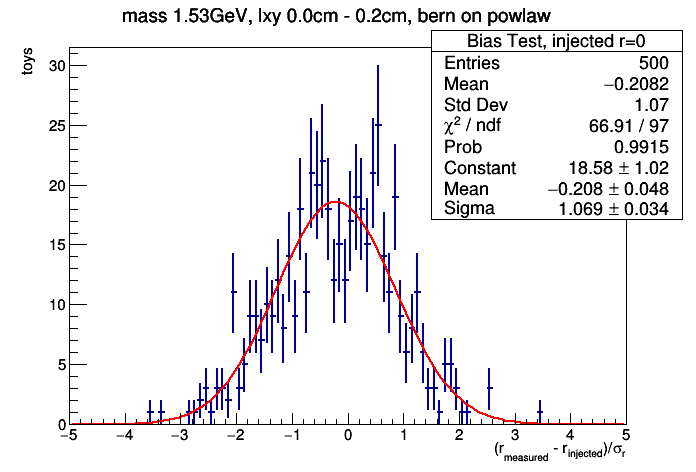 mass 1.53GeV, lxy 0.0cm - 0.2cm, bern on powlaw
Bias Test, injected r=0
Entries 500
Mean −0.2082
Std Dev 1.07
χ² / ndf 66.91 / 97
Prob 0.9915
Constant 18.58 ± 1.02
Mean −0.208 ± 0.048
Sigma 1.069 ± 0.034
toys
30
25
20
15
10
5
0
−5 −4 −3 −2 −1 0 1 2 3 4 5
(r_measured - r_injected)/σ_r